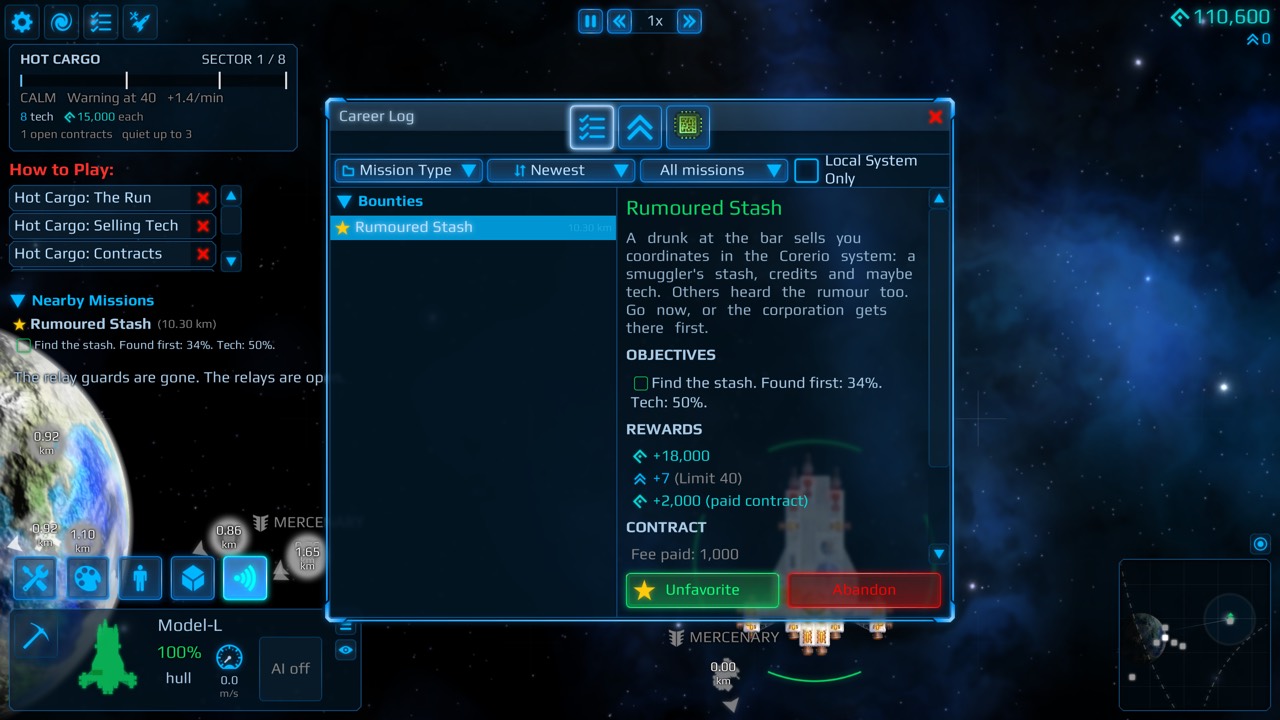 1x
110,600
0
HOT CARGO SECTOR 1 / 8
CALM Warning at 40 +1.4/min
8 tech 15,000 each
1 open contracts quiet up to 3
How to Play:
Hot Cargo: The Run
Hot Cargo: Selling Tech
Hot Cargo: Contracts
Nearby Missions
Rumoured Stash (10.30 km)
Find the stash. Found first: 34%. Tech: 50%.
The relay guards are gone. The relays are op
Career Log
Mission Type
Newest
All missions
Local System
Only
Bounties
Rumoured Stash 10.30 km
Rumoured Stash
A drunk at the bar sells you
coordinates in the Corerio system: a
smuggler's stash, credits and maybe
tech. Others heard the rumour too.
Go now, or the corporation gets
there first.
OBJECTIVES
Find the stash. Found first: 34%.
Tech: 50%.
REWARDS
+18,000
+7 (Limit 40)
+2,000 (paid contract)
CONTRACT
Fee paid: 1,000
Unfavorite
Abandon
0.92
km
0.92
km
1.10
km
0.86
km
MERCENARY
1.65
km
Model-L
100%
hull
0.0
m/s
AI off
MERCENARY
0.00
km